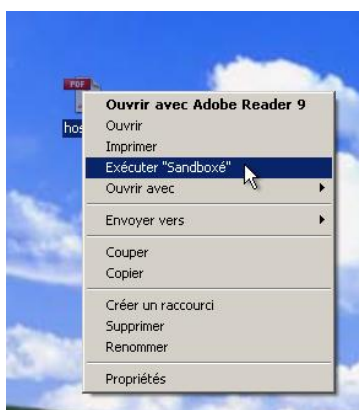 PDF
Ouvrir avec Adobe Reader 9
hos
Ouvrir
Imprimer
Exécuter "Sandboxé"
Ouvrir avec
Envoyer vers
Couper
Copier
Créer un raccourci
Supprimer
Renommer
Propriétés